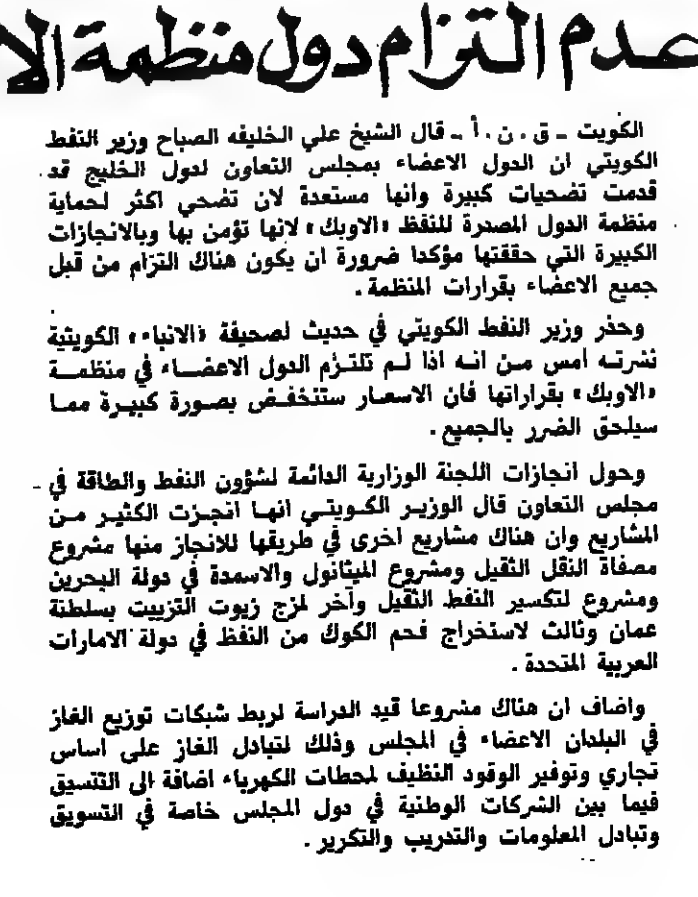 عدم التزام دول منظمة الا
الكويت ــ ق . ن . أ ــ قال الشيخ علي الخليفه الصباح وزير النفط
الكويتي ان الدول الاعضاء بمجلس التعاون لدول الخليج قد
قدمت تضحيات كبيرة وانها مستعدة لان تضحي اكثر لحماية
منظمة الدول المصدرة للنفط «الاوبك» لانها تؤمن بها وبالانجازات
الكبيرة التي حققتها مؤكدا ضرورة ان يكون هناك التزام من قبل
جميع الاعضاء بقرارات المنظمة .
وحذر وزير النفط الكويتي في حديث لصحيفة «الانباء» الكويتية
نشرته امس من انه اذا لم تلتزم الدول الاعضاء في منظمة
«الاوبك» بقراراتها فان الاسعار ستنخفض بصورة كبيرة مما
سيلحق الضرر بالجميع .
وحول انجازات اللجنة الوزارية الدائمة لشؤون النفط والطاقة في
مجلس التعاون قال الوزير الكويتي انها انجزت الكثير من
المشاريع وان هناك مشاريع اخرى في طريقها للانجاز منها مشروع
مصفاة النقل الثقيل ومشروع الميثانول والاسمدة في دولة البحرين
ومشروع لتكسير النفط الثقيل وآخر لمزج زيوت التزييت بسلطنة
عمان وثالث لاستخراج فحم الكوك من النفط في دولة الامارات
العربية المتحدة .
واضاف ان هناك مشروعا قيد الدراسة لربط شبكات توزيع الغاز
في البلدان الاعضاء في المجلس وذلك لتبادل الغاز على اساس
تجاري وتوفير الوقود النظيف لمحطات الكهرباء اضافة الى التنسيق
فيما بين الشركات الوطنية في دول المجلس خاصة في التسويق
وتبادل المعلومات والتدريب والتكرير .